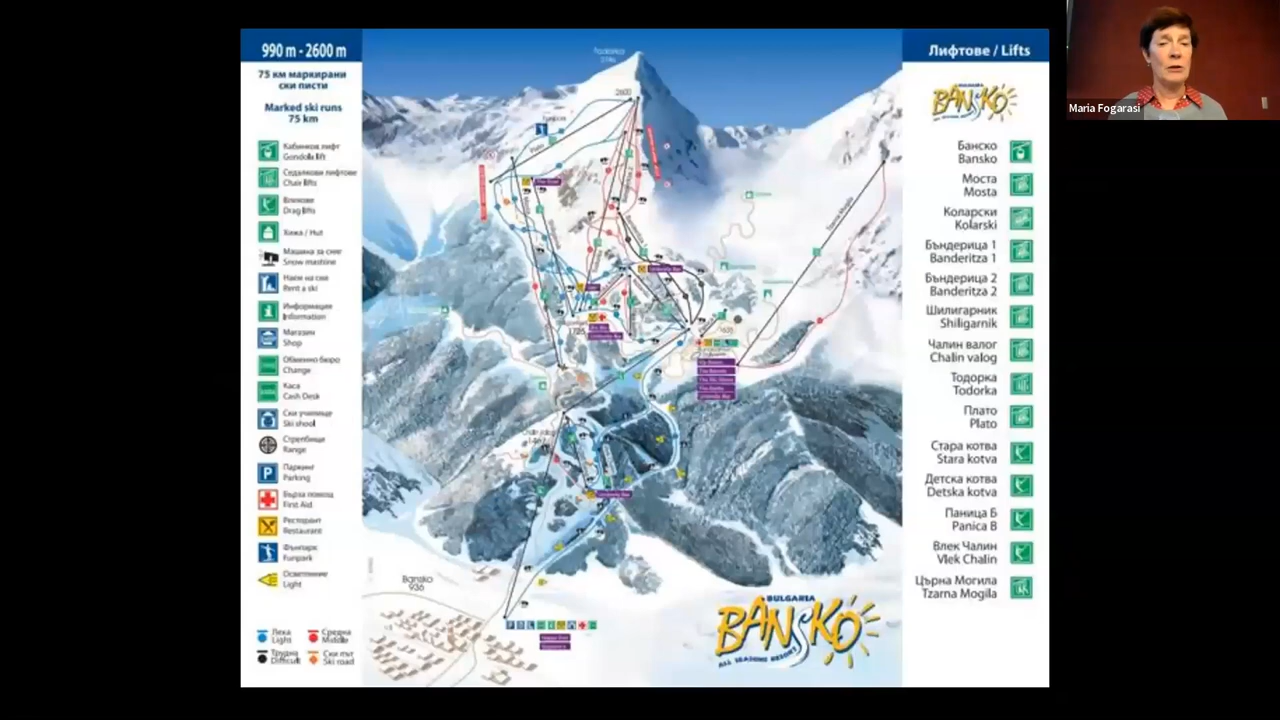 990 m - 2600 m
75 км маркирани
ски писти
Marked ski runs
75 km
Кабинков лифт
Gondola lift
Седалкови лифтове
Chair lifts
Влекове
Drag lifts
Хижа / Hut
Машина за сняг
Snow mashine
Наем на ски
Rent a ski
Информация
Information
Магазин
Shop
Обменно бюро
Change
Каса
Cash Desk
Ски училище
Ski shool
Стрелбище
Range
Паркинг
Parking
Бърза помощ
First Aid
Ресторант
Restaurant
Фънпарк
Funpark
Осветление
Light
Лека
Light
Средна
Middle
Трудна
Difficult
Ски път
Ski road
2600
Plato
Tzarna Mogila
1635
Bansko
936
BULGARIA
BANSKO
ALL SEASONS RESORT
Лифтове / Lifts
BULGARIA
BANSKO
Банско
Bansko
Моста
Mosta
Коларски
Kolarski
Бъндерица 1
Banderitza 1
Бъндерица 2
Banderitza 2
Шилигарник
Shiligarnik
Чалин валог
Chalin valog
Тодорка
Todorka
Плато
Plato
Стара котва
Stara kotva
Детска котва
Detska kotva
Паница Б
Panica B
Влек Чалин
Vlek Chalin
Църна Могила
Tzarna Mogila
Maria Fogarasi